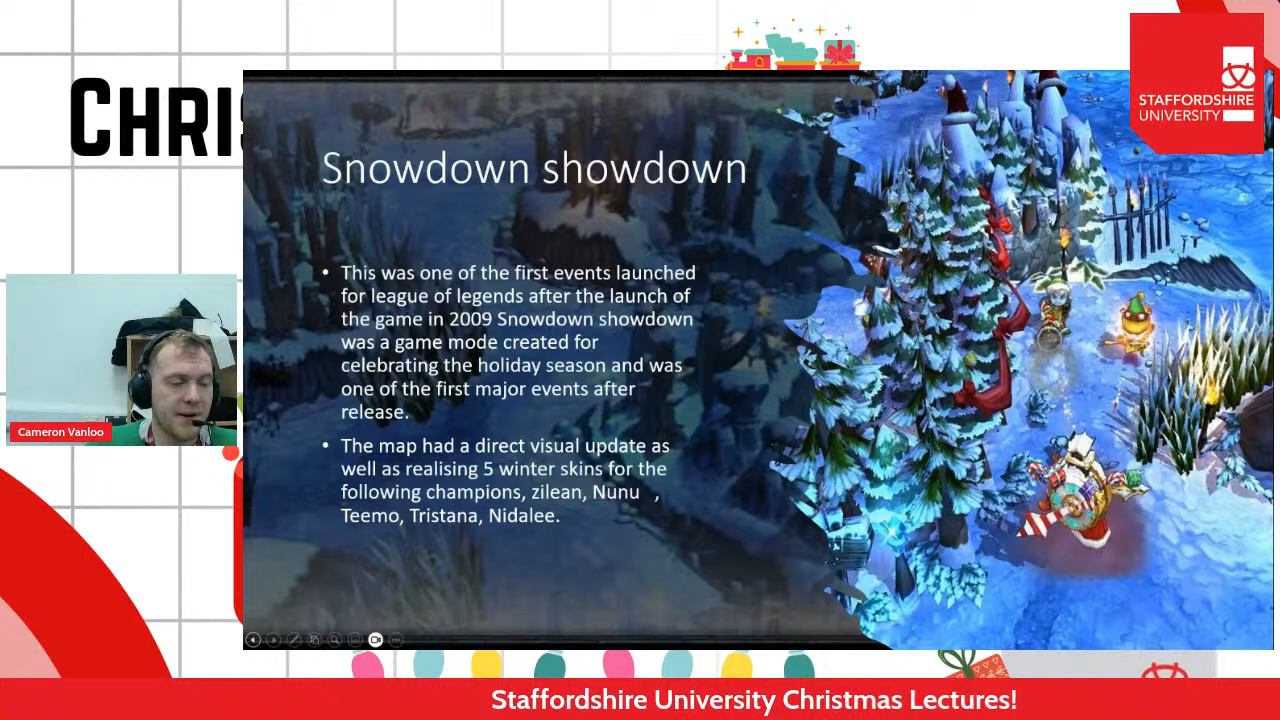 CHRIS
STAFFORDSHIRE
UNIVERSITY
Snowdown showdown
• This was one of the first events launched
for league of legends after the launch of
the game in 2009 Snowdown showdown
was a game mode created for
celebrating the holiday season and was
one of the first major events after
release.
• The map had a direct visual update as
well as realising 5 winter skins for the
following champions, zilean, Nunu ,
Teemo, Tristana, Nidalee.
Cameron Vanloo
Staffordshire University Christmas Lectures!